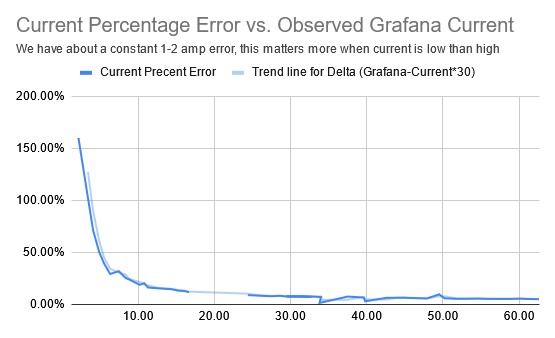 Current Percentage Error vs. Observed Grafana Current
We have about a constant 1-2 amp error, this matters more when current is low than high
Current Precent Error
Trend line for Delta (Grafana-Current*30)
200.00%
150.00%
100.00%
50.00%
0.00%
10.00 20.00 30.00 40.00 50.00 60.00